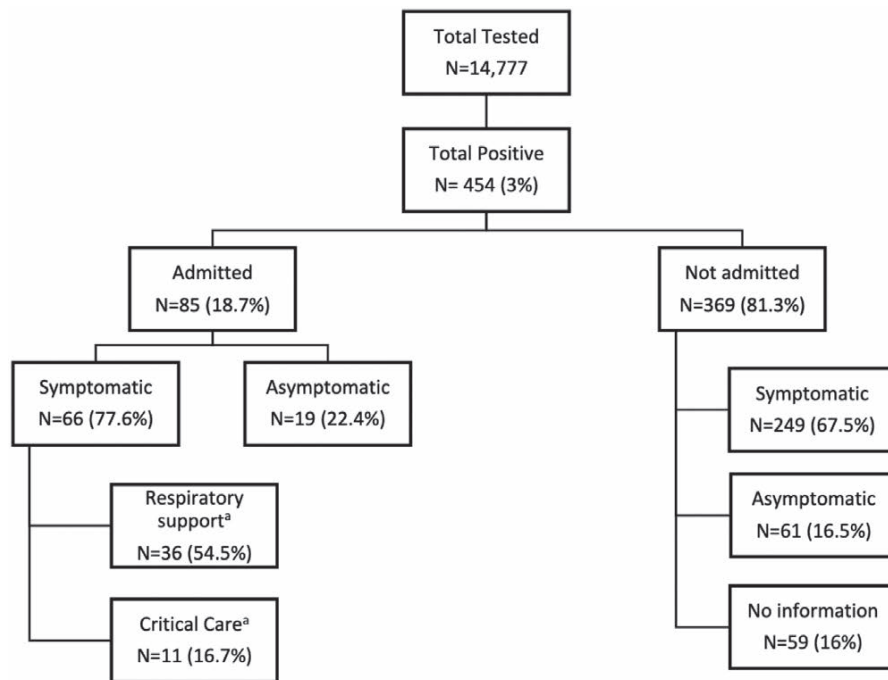 Total Tested
N=14,777
Total Positive
N= 454 (3%)
Admitted
N=85 (18.7%)
Not admitted
N=369 (81.3%)
Symptomatic
N=66 (77.6%)
Asymptomatic
N=19 (22.4%)
Symptomatic
N=249 (67.5%)
Respiratory
supportᵃ
N=36 (54.5%)
Asymptomatic
N=61 (16.5%)
Critical Careᵃ
N=11 (16.7%)
No information
N=59 (16%)